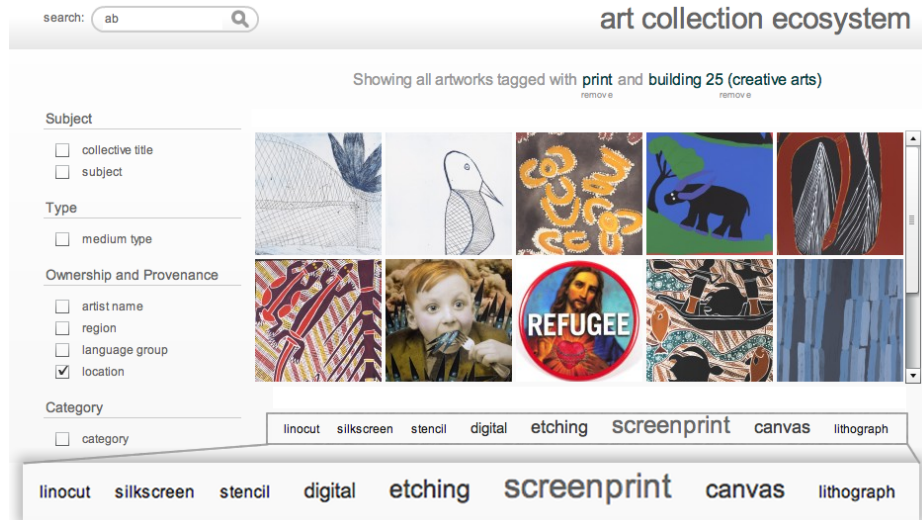 search: ab
art collection ecosystem
Showing all artworks tagged with print and building 25 (creative arts)
remove remove
Subject
collective title
subject
Type
medium type
Ownership and Provenance
artist name
region
language group
location
Category
category
REFUGEE
linocut silkscreen stencil digital etching screenprint canvas lithograph
linocut silkscreen stencil digital etching screenprint canvas lithograph